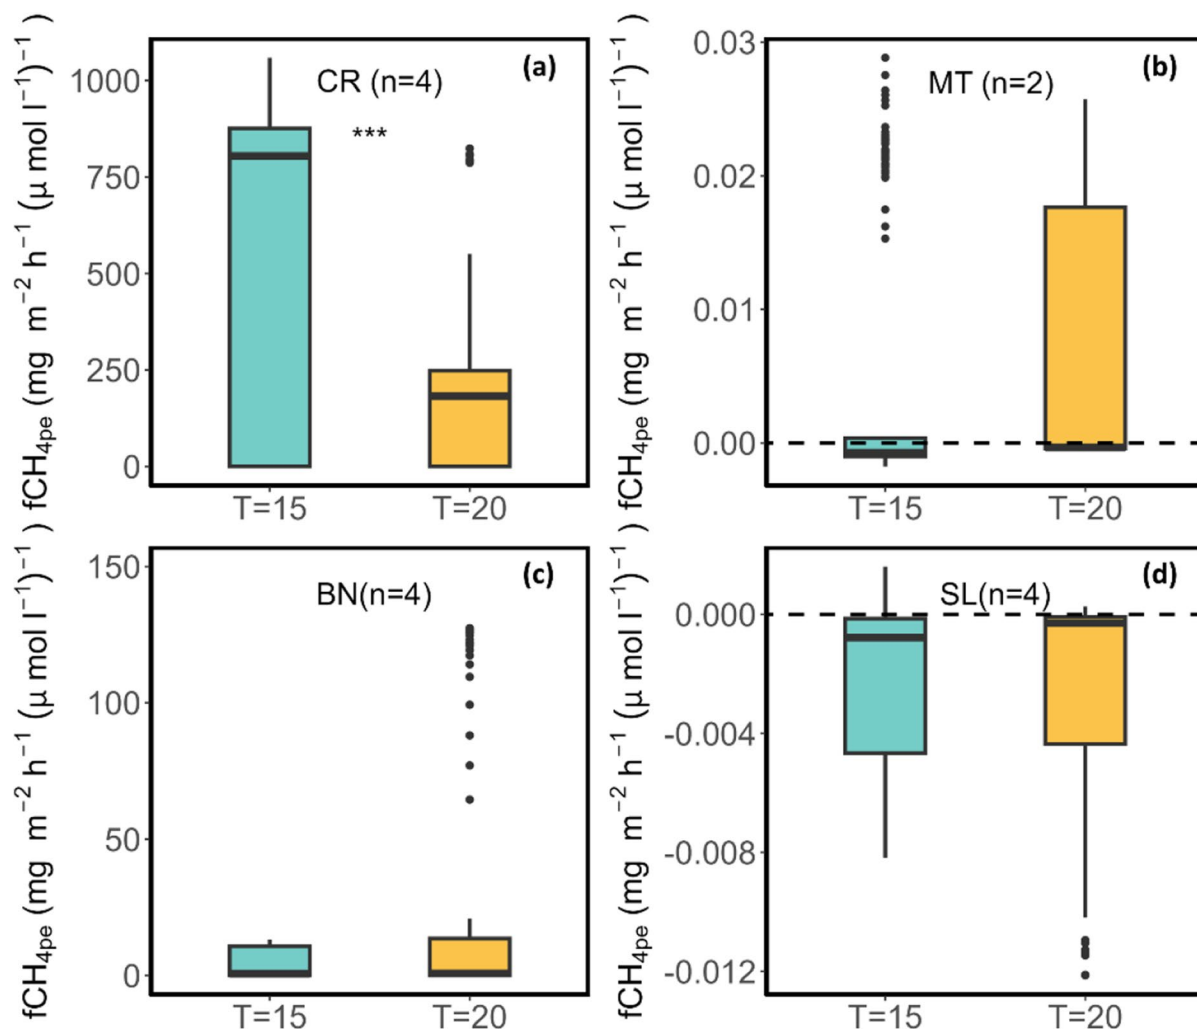 fCH4pe (mg m−2 h−1 (μ mol l−1)−1 )
1000
750
500
250
0
CR (n=4)
(a)
***
T=15
T=20
fCH4pe (mg m−2 h−1 (μ mol l−1)−1 )
0.03
0.02
0.01
0.00
MT (n=2)
(b)
T=15
T=20
fCH4pe (mg m−2 h−1 (μ mol l−1)−1 )
150
100
50
0
BN(n=4)
(c)
T=15
T=20
fCH4pe (mg m−2 h−1 (μ mol l−1)−1 )
0.000
-0.004
-0.008
-0.012
SL(n=4)
(d)
T=15
T=20